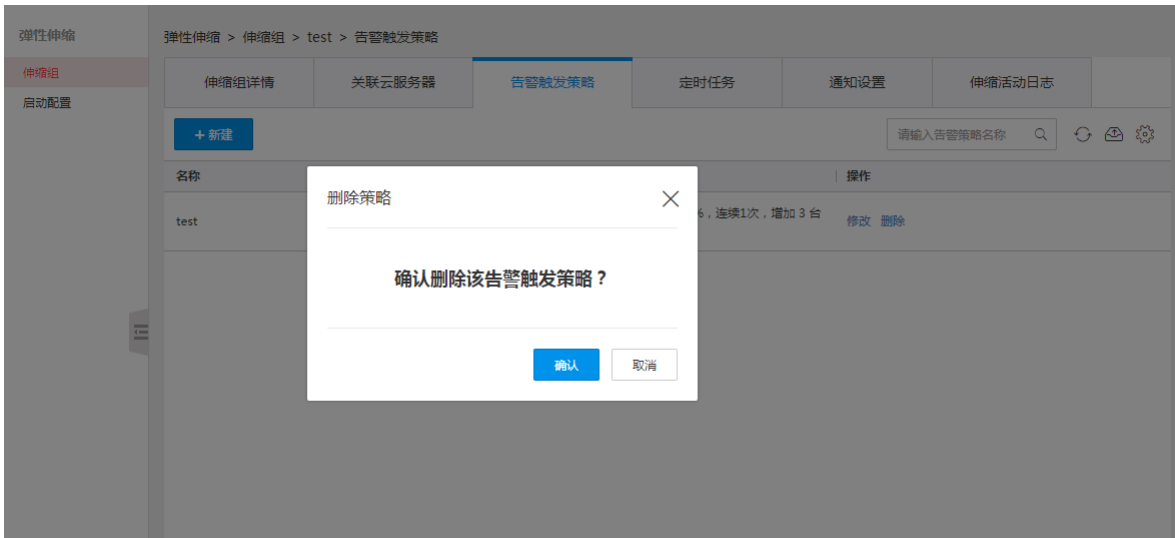 弹性伸缩
弹性伸缩 > 伸缩组 > test > 告警触发策略
伸缩组
启动配置
伸缩组详情
关联云服务器
告警触发策略
定时任务
通知设置
伸缩活动日志
+ 新建
请输入告警策略名称
名称
操作
test
%，连续1次，增加 3 台
修改 删除
删除策略
确认删除该告警触发策略？
确认
取消